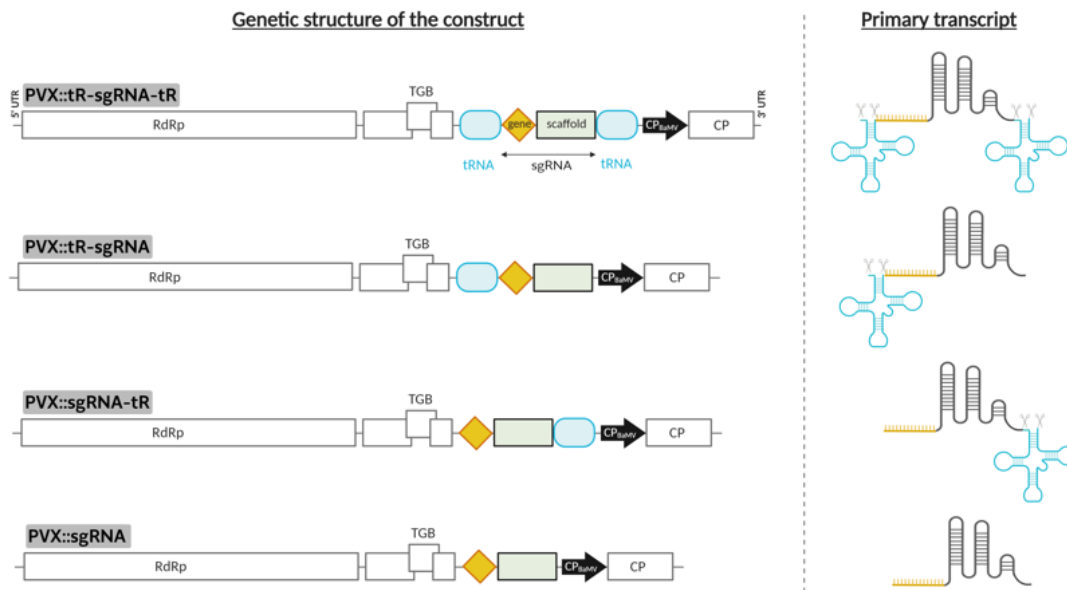 Genetic structure of the construct
Primary transcript
PVX::tR-sgRNA-tR
5' UTR
RdRp
TGB
gene
scaffold
CPBaMV
CP
3' UTR
tRNA
sgRNA
tRNA
PVX::tR-sgRNA
RdRp
TGB
CPBaMV
CP
PVX::sgRNA-tR
RdRp
TGB
CPBaMV
CP
PVX::sgRNA
RdRp
TGB
CPBaMV
CP